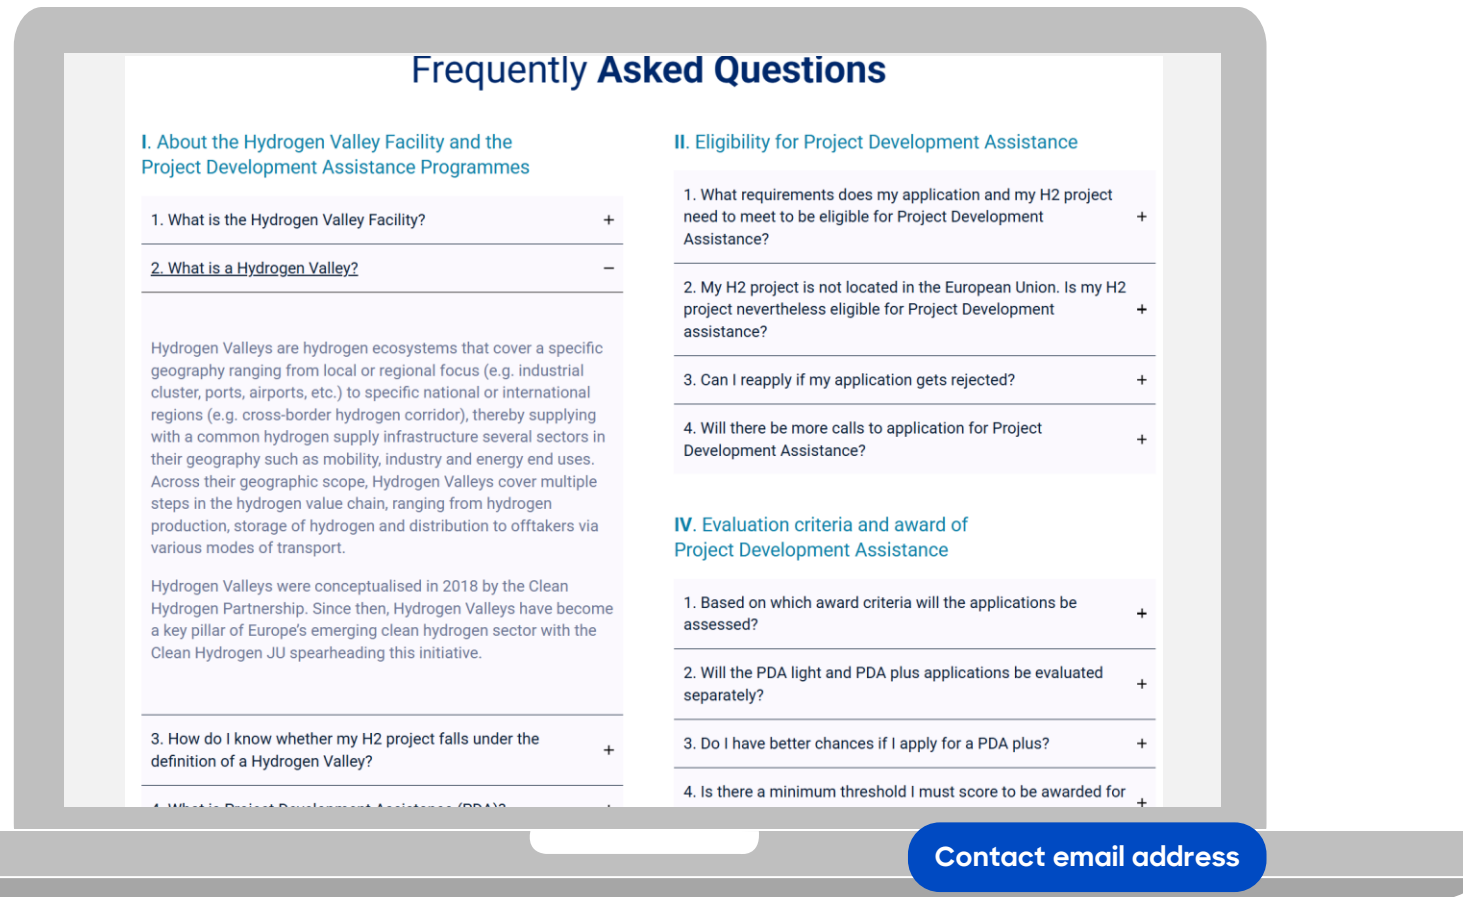 Frequently Asked Questions
I. About the Hydrogen Valley Facility and the
Project Development Assistance Programmes
1. What is the Hydrogen Valley Facility?
+
2. What is a Hydrogen Valley?
−
Hydrogen Valleys are hydrogen ecosystems that cover a specific
geography ranging from local or regional focus (e.g. industrial
cluster, ports, airports, etc.) to specific national or international
regions (e.g. cross-border hydrogen corridor), thereby supplying
with a common hydrogen supply infrastructure several sectors in
their geography such as mobility, industry and energy end uses.
Across their geographic scope, Hydrogen Valleys cover multiple
steps in the hydrogen value chain, ranging from hydrogen
production, storage of hydrogen and distribution to offtakers via
various modes of transport.
Hydrogen Valleys were conceptualised in 2018 by the Clean
Hydrogen Partnership. Since then, Hydrogen Valleys have become
a key pillar of Europe's emerging clean hydrogen sector with the
Clean Hydrogen JU spearheading this initiative.
3. How do I know whether my H2 project falls under the
definition of a Hydrogen Valley?
+
4. What is Project Development Assistance (PDA)?
+
II. Eligibility for Project Development Assistance
1. What requirements does my application and my H2 project
need to meet to be eligible for Project Development
Assistance?
+
2. My H2 project is not located in the European Union. Is my H2
project nevertheless eligible for Project Development
assistance?
+
3. Can I reapply if my application gets rejected?
+
4. Will there be more calls to application for Project
Development Assistance?
+
IV. Evaluation criteria and award of
Project Development Assistance
1. Based on which award criteria will the applications be
assessed?
+
2. Will the PDA light and PDA plus applications be evaluated
separately?
+
3. Do I have better chances if I apply for a PDA plus?
+
4. Is there a minimum threshold I must score to be awarded for
+
Contact email address